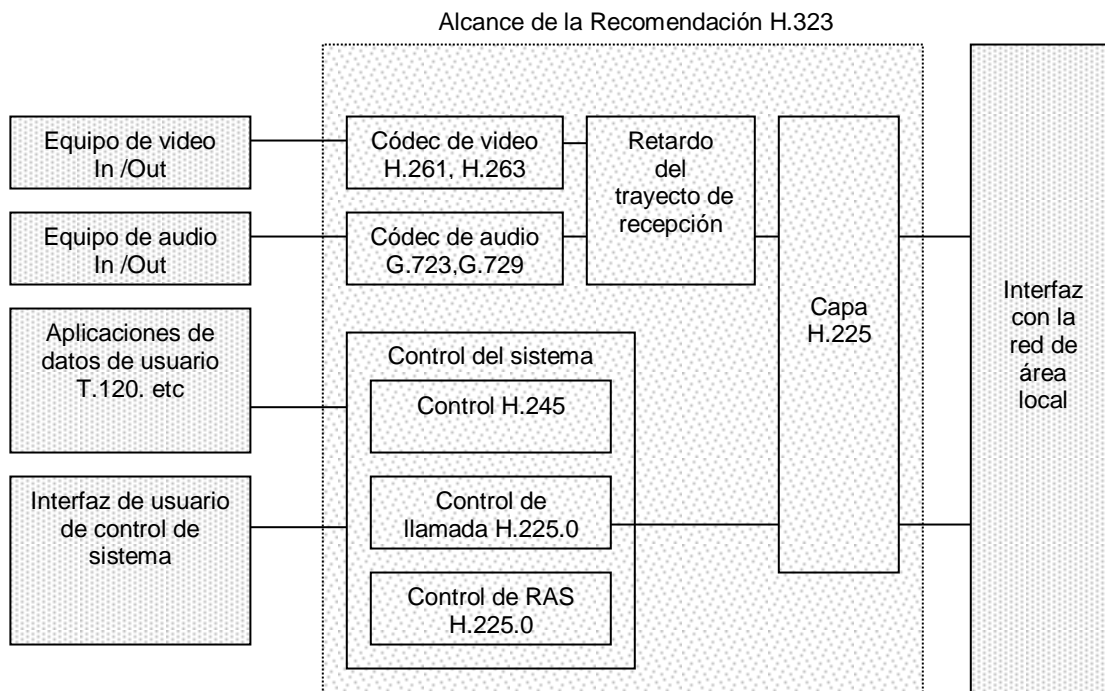 Alcance de la Recomendación H.323
Equipo de video
In /Out
Códec de video
H.261, H.263
Retardo
del
trayecto de
recepción
Equipo de audio
In /Out
Códec de audio
G.723,G.729
Capa
H.225
Interfaz
con la
red de
área
local
Aplicaciones de
datos de usuario
T.120. etc
Control del sistema
Control H.245
Interfaz de usuario
de control de
sistema
Control de
llamada H.225.0
Control de RAS
H.225.0